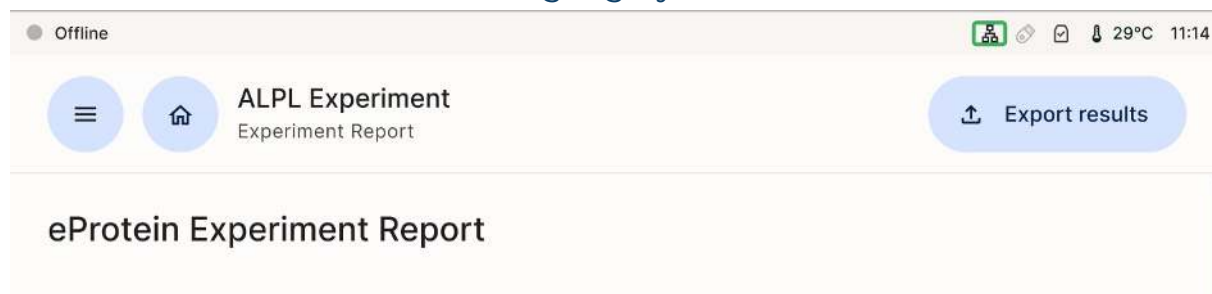 Offline
29°C 11:14
ALPL Experiment
Experiment Report
Export results
eProtein Experiment Report